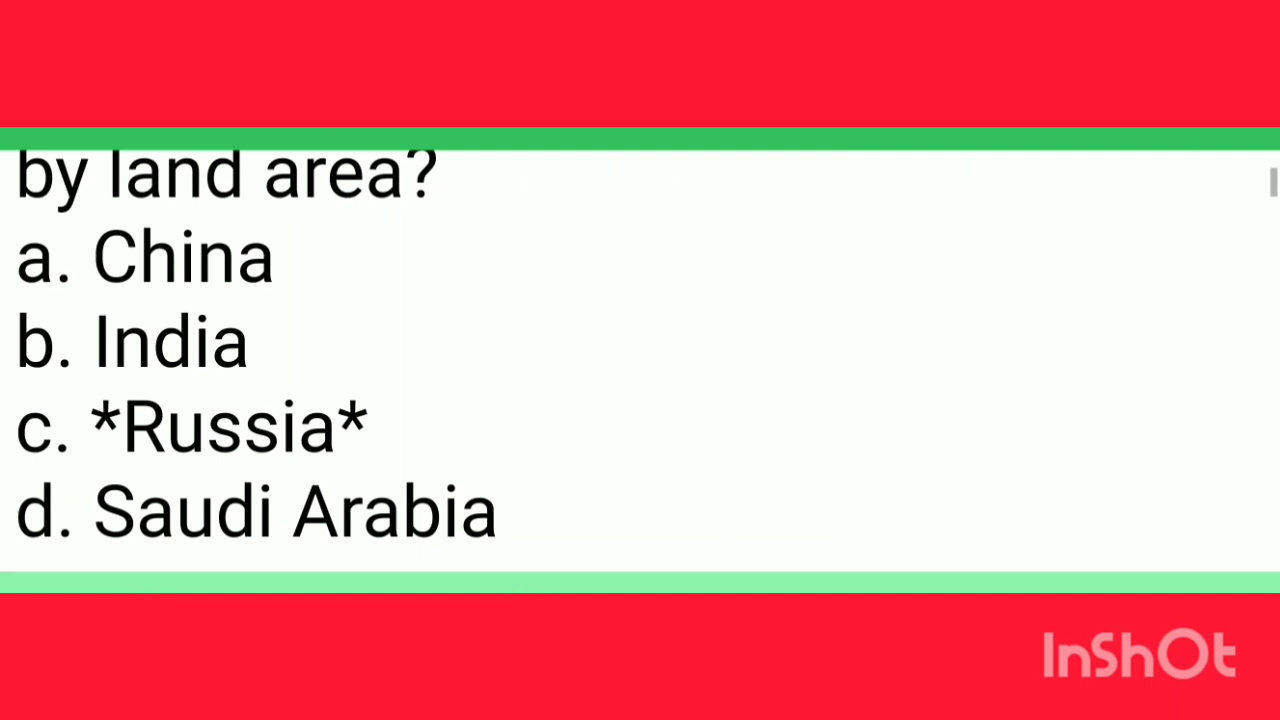 by land area?
a. China
b. India
c. *Russia*
d. Saudi Arabia
InShOt